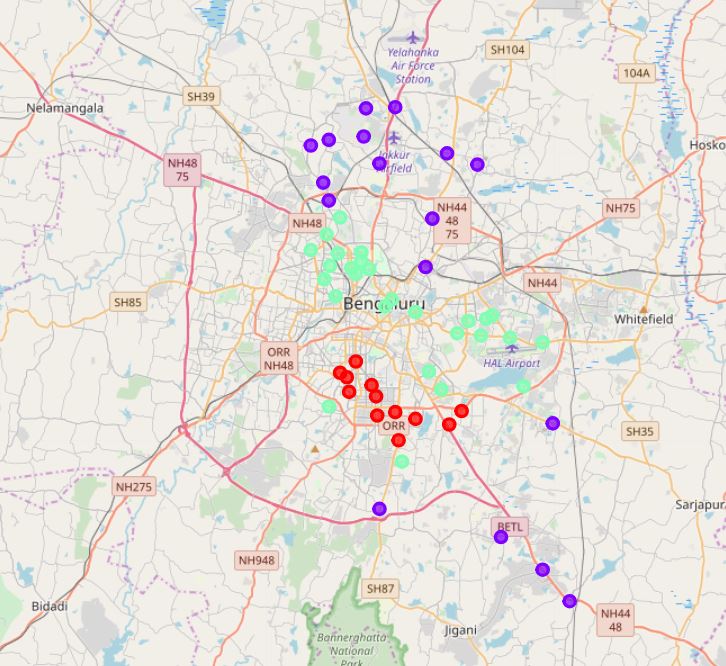 Yelahanka
Air Force
Station
SH104
104A
SH39
Nelamangala
Jakkur
Airfield
Hosko
NH48
75
NH48
NH44
48
75
NH75
NH44
SH85
Bengaluru
Whitefield
ORR
NH48
HAL Airport
ORR
SH35
NH275
Sarjapur
BETL
NH948
SH87
Bidadi
NH44
48
Jigani
Bannerghatta
National
Park